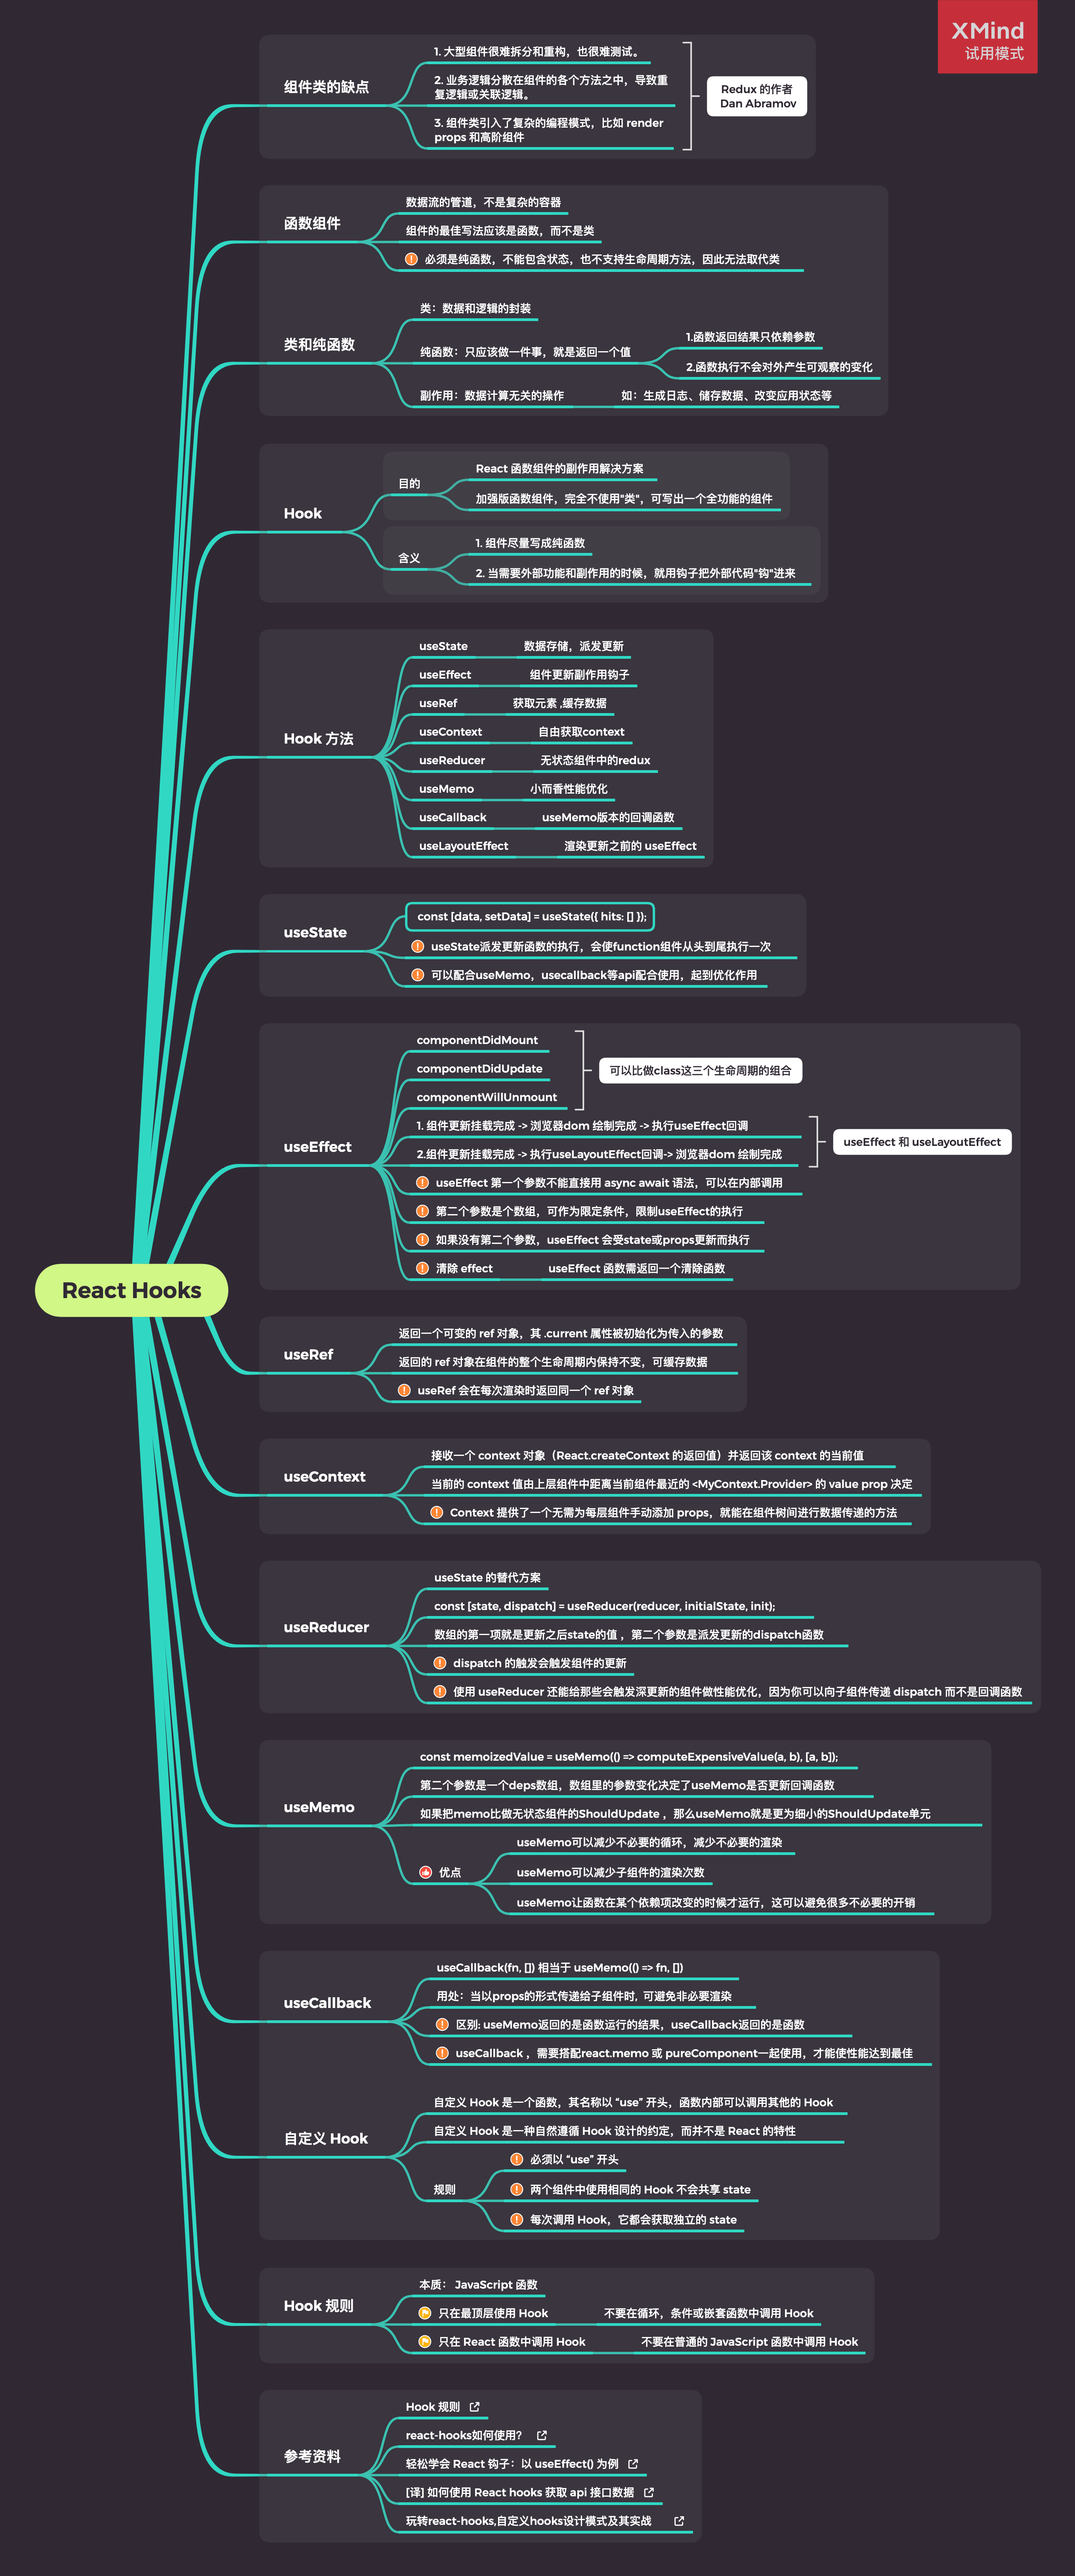 XMind
试用模式
组件类的缺点
1. 大型组件很难拆分和重构，也很难测试。
2. 业务逻辑分散在组件的各个方法之中，导致重
复逻辑或关联逻辑。
3. 组件类引入了复杂的编程模式，比如 render
props 和高阶组件
Redux 的作者
Dan Abramov
函数组件
数据流的管道，不是复杂的容器
组件的最佳写法应该是函数，而不是类
必须是纯函数，不能包含状态，也不支持生命周期方法，因此无法取代类
类和纯函数
类：数据和逻辑的封装
纯函数：只应该做一件事，就是返回一个值
1.函数返回结果只依赖参数
2.函数执行不会对外产生可观察的变化
副作用：数据计算无关的操作
如：生成日志、储存数据、改变应用状态等
Hook
目的
React 函数组件的副作用解决方案
加强版函数组件，完全不使用"类"，可写出一个全功能的组件
含义
1. 组件尽量写成纯函数
2. 当需要外部功能和副作用的时候，就用钩子把外部代码"钩"进来
Hook 方法
useState
数据存储，派发更新
useEffect
组件更新副作用钩子
useRef
获取元素 ,缓存数据
useContext
自由获取context
useReducer
无状态组件中的redux
useMemo
小而香性能优化
useCallback
useMemo版本的回调函数
useLayoutEffect
渲染更新之前的 useEffect
useState
const [data, setData] = useState({ hits: [] });
useState派发更新函数的执行，会使function组件从头到尾执行一次
可以配合useMemo，usecallback等api配合使用，起到优化作用
useEffect
componentDidMount
componentDidUpdate
componentWillUnmount
可以比做class这三个生命周期的组合
1. 组件更新挂载完成 -> 浏览器dom 绘制完成 -> 执行useEffect回调
2.组件更新挂载完成 -> 执行useLayoutEffect回调-> 浏览器dom 绘制完成
useEffect 和 useLayoutEffect
useEffect 第一个参数不能直接用 async await 语法，可以在内部调用
第二个参数是个数组，可作为限定条件，限制useEffect的执行
如果没有第二个参数，useEffect 会受state或props更新而执行
清除 effect
useEffect 函数需返回一个清除函数
React Hooks
useRef
返回一个可变的 ref 对象，其 .current 属性被初始化为传入的参数
返回的 ref 对象在组件的整个生命周期内保持不变，可缓存数据
useRef 会在每次渲染时返回同一个 ref 对象
useContext
接收一个 context 对象（React.createContext 的返回值）并返回该 context 的当前值
当前的 context 值由上层组件中距离当前组件最近的 <MyContext.Provider> 的 value prop 决定
Context 提供了一个无需为每层组件手动添加 props，就能在组件树间进行数据传递的方法
useReducer
useState 的替代方案
const [state, dispatch] = useReducer(reducer, initialState, init);
数组的第一项就是更新之后state的值 ，第二个参数是派发更新的dispatch函数
dispatch 的触发会触发组件的更新
使用 useReducer 还能给那些会触发深更新的组件做性能优化，因为你可以向子组件传递 dispatch 而不是回调函数
useMemo
const memoizedValue = useMemo(() => computeExpensiveValue(a, b), [a, b]);
第二个参数是一个deps数组，数组里的参数变化决定了useMemo是否更新回调函数
如果把memo比做无状态组件的ShouldUpdate ，那么useMemo就是更为细小的ShouldUpdate单元
优点
useMemo可以减少不必要的循环，减少不必要的渲染
useMemo可以减少子组件的渲染次数
useMemo让函数在某个依赖项改变的时候才运行，这可以避免很多不必要的开销
useCallback
useCallback(fn, []) 相当于 useMemo(() => fn, [])
用处：当以props的形式传递给子组件时, 可避免非必要渲染
区别: useMemo返回的是函数运行的结果，useCallback返回的是函数
useCallback ，需要搭配react.memo 或 pureComponent一起使用，才能使性能达到最佳
自定义 Hook
自定义 Hook 是一个函数，其名称以 “use” 开头，函数内部可以调用其他的 Hook
自定义 Hook 是一种自然遵循 Hook 设计的约定，而并不是 React 的特性
规则
必须以 “use” 开头
两个组件中使用相同的 Hook 不会共享 state
每次调用 Hook，它都会获取独立的 state
Hook 规则
本质： JavaScript 函数
只在最顶层使用 Hook
不要在循环，条件或嵌套函数中调用 Hook
只在 React 函数中调用 Hook
不要在普通的 JavaScript 函数中调用 Hook
参考资料
Hook 规则
react-hooks如何使用？
轻松学会 React 钩子：以 useEffect() 为例
[译] 如何使用 React hooks 获取 api 接口数据
玩转react-hooks,自定义hooks设计模式及其实战